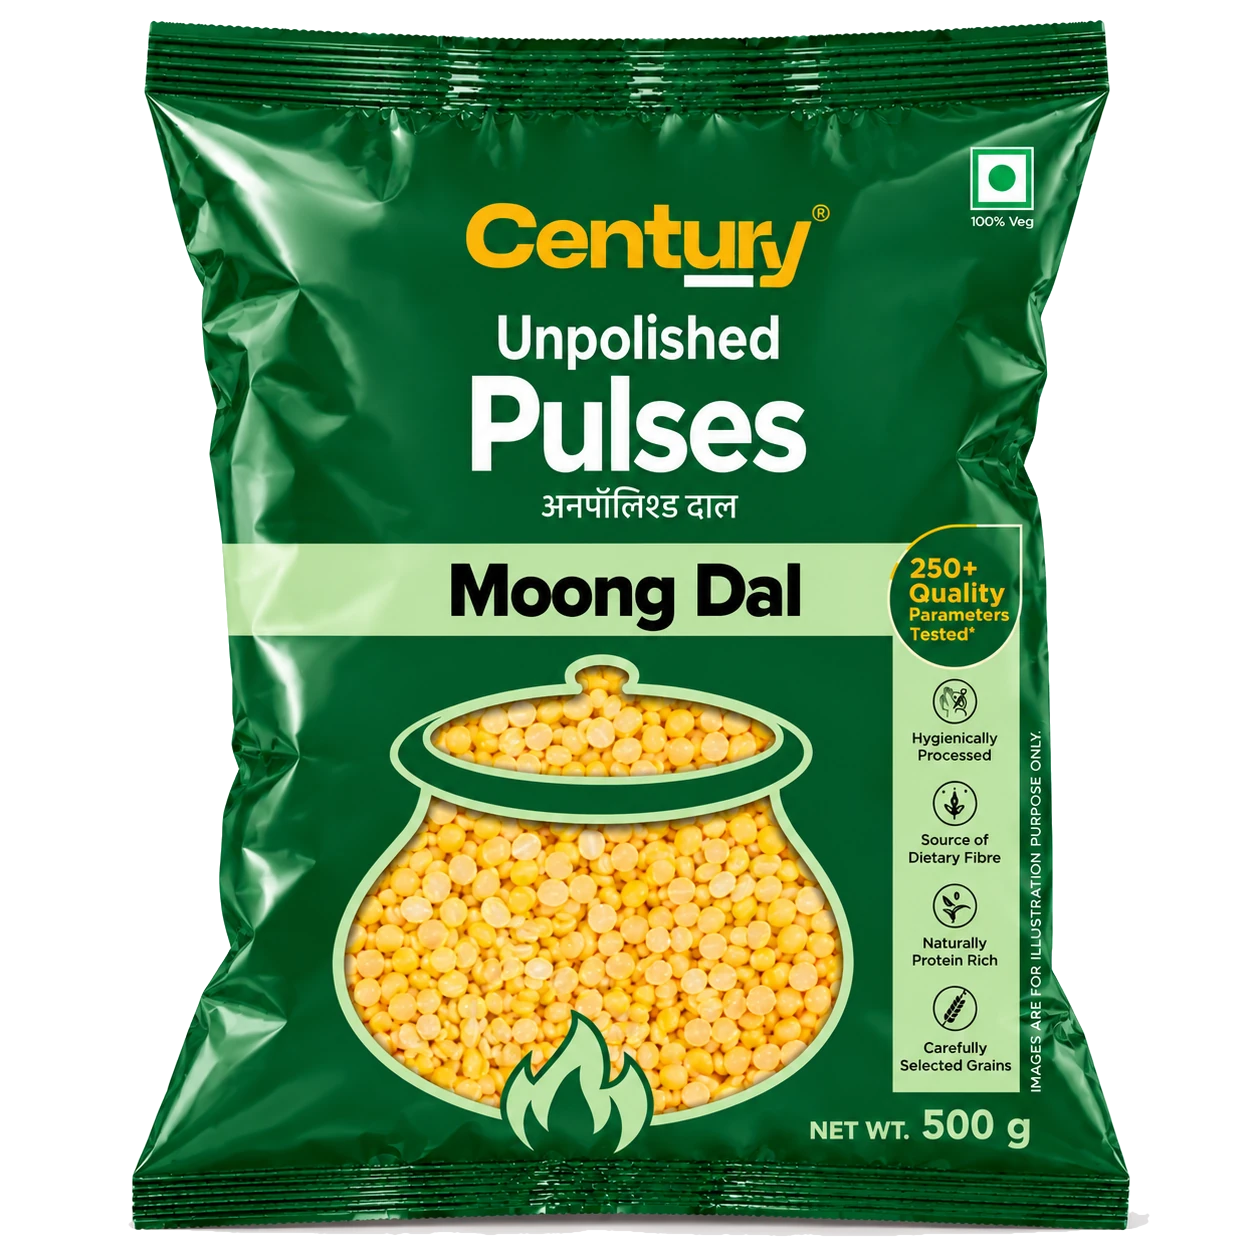 100% Veg
Century®
Unpolished
Pulses
अनपॉलिश्ड दाल
Moong Dal
250+
Quality
Parameters
Tested*
Hygienically
Processed
Source of
Dietary Fibre
Naturally
Protein Rich
Carefully
Selected Grains
IMAGES ARE FOR ILLUSTRATION PURPOSE ONLY.
NET WT. 500 g